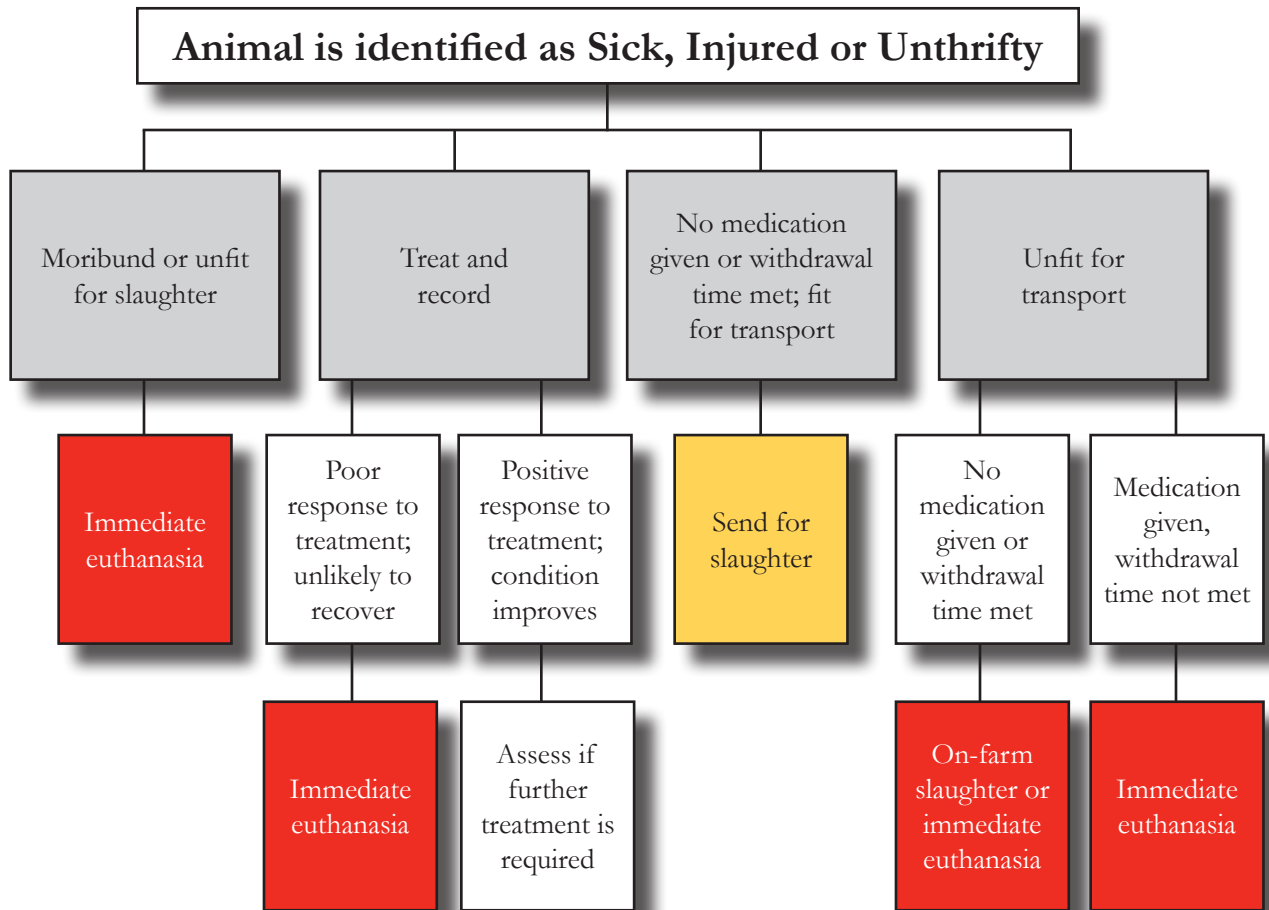 Animal is identified as Sick, Injured or Unthrifty
Moribund or unfit
for slaughter
Treat and
record
No medication
given or withdrawal
time met; fit
for transport
Unfit for
transport
Immediate
euthanasia
Poor
response to
treatment;
unlikely to
recover
Positive
response to
treatment;
condition
improves
Send for
slaughter
No
medication
given or
withdrawal
time met
Medication
given,
withdrawal
time not met
Immediate
euthanasia
Assess if
further
treatment is
required
On-farm
slaughter or
immediate
euthanasia
Immediate
euthanasia